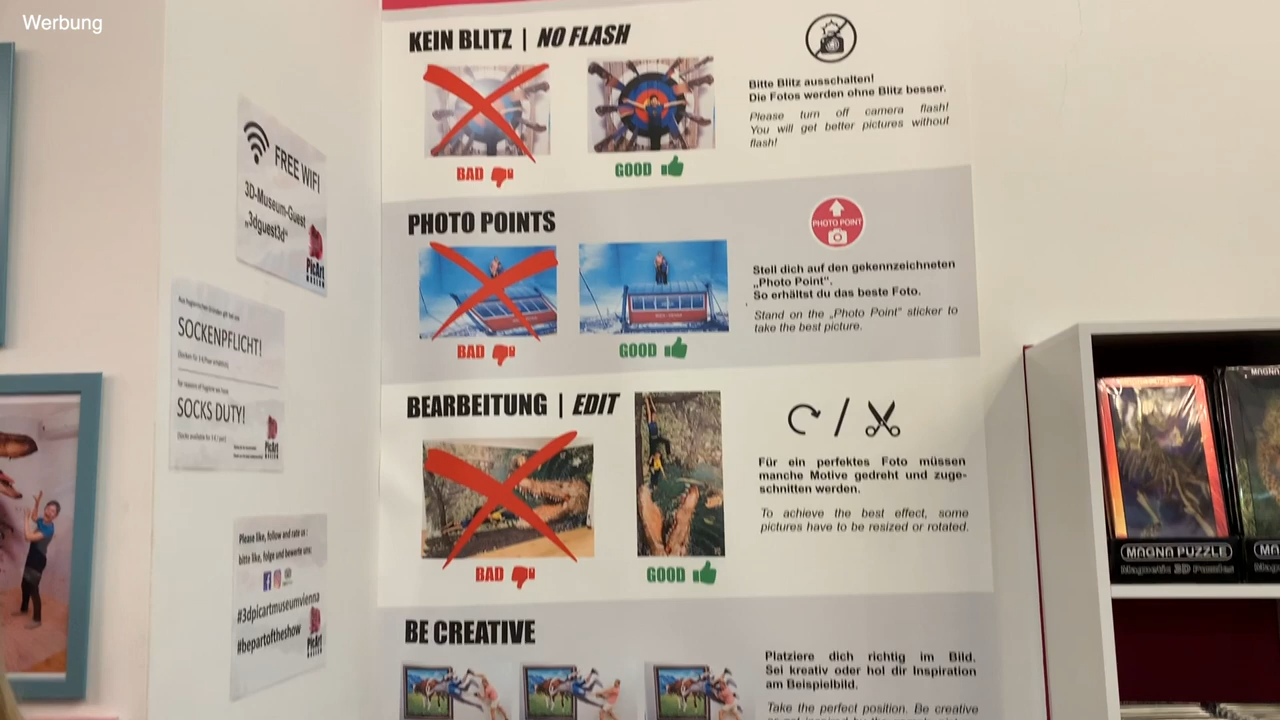 Werbung
KEIN BLITZ | NO FLASH
BAD
GOOD
Bitte Blitz ausschalten!
Die Fotos werden ohne Blitz besser.
Please turn off camera flash!
You will get better pictures without
flash!
PHOTO POINTS
BAD
GOOD
PHOTO POINT
Stell dich auf den gekennzeichneten
„Photo Point".
So erhältst du das beste Foto.
Stand on the „Photo Point" sticker to
take the best picture.
BEARBEITUNG | EDIT
BAD
GOOD
Für ein perfektes Foto müssen
manche Motive gedreht und zuge-
schnitten werden.
To achieve the best effect, some
pictures have to be resized or rotated.
BE CREATIVE
Platziere dich richtig im Bild.
Sei kreativ oder hol dir Inspiration
am Beispielbild.
Take the perfect position. Be creative
FREE WIFI
3D-Museum-Guest
„3dguest3d"
PicArt
MUSEUM
SOCKENPFLICHT!
SOCKS DUTY!
PicArt
Please like, follow and rate us :
bitte like, folge und bewerte uns:
#3dpicartmuseumvienna
#bepartoftheshow
PicArt
MAGNA PUZZLE
Magnetic 3D Puzzles